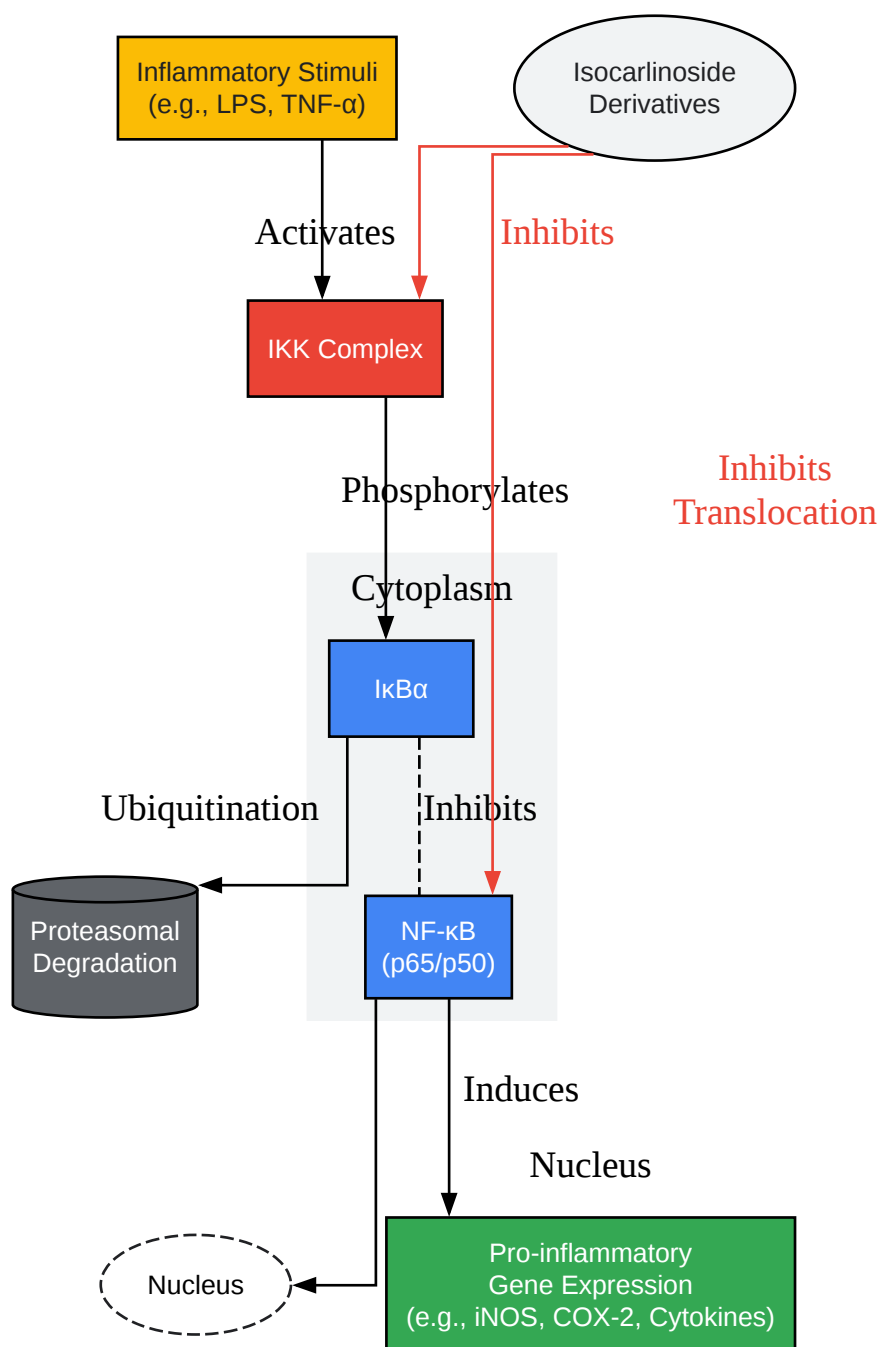 Inflammatory Stimuli
(e.g., LPS, TNF-α)
Isocarlinoside
Derivatives
Activates
Inhibits
IKK Complex
Inhibits
Translocation
Phosphorylates
Cytoplasm
IκBα
Ubiquitination
Inhibits
Proteasomal
Degradation
NF-κB
(p65/p50)
Induces
Nucleus
Nucleus
Pro-inflammatory
Gene Expression
(e.g., iNOS, COX-2, Cytokines)